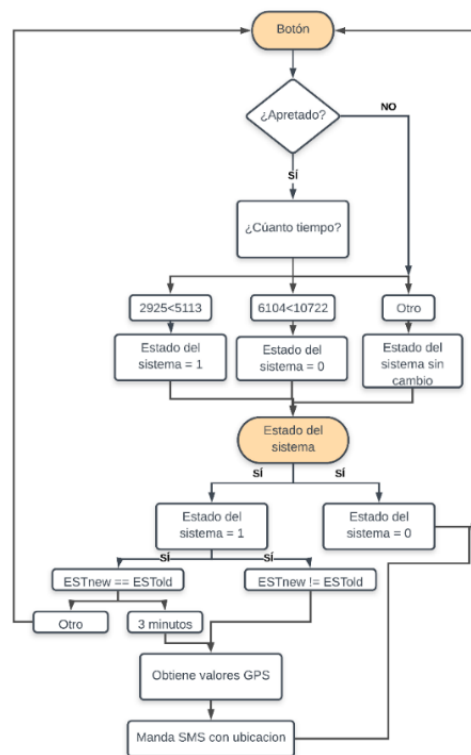 Botón
¿Apretado?
NO
SÍ
¿Cúanto tiempo?
2925<5113
6104<10722
Otro
Estado del
sistema = 1
Estado del
sistema = 0
Estado del
sistema sin
cambio
Estado del
sistema
SÍ
SÍ
Estado del
sistema = 1
Estado del
sistema = 0
SÍ
SÍ
ESTnew == ESTold
ESTnew != ESTold
Otro
3 minutos
Obtiene valores GPS
Manda SMS con ubicacion